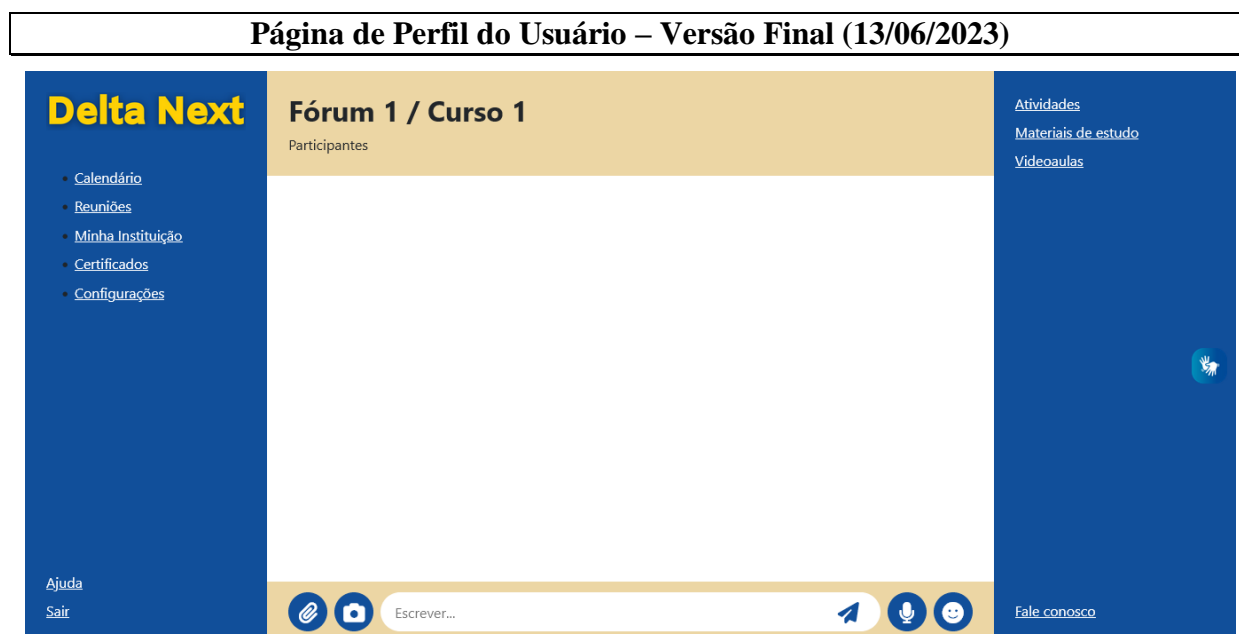 Página de Perfil do Usuário – Versão Final (13/06/2023)
Delta Next
Calendário
Reuniões
Minha Instituição
Certificados
Configurações
Ajuda
Sair
Fórum 1 / Curso 1
Participantes
Escrever...
Atividades
Materiais de estudo
Videoaulas
Fale conosco